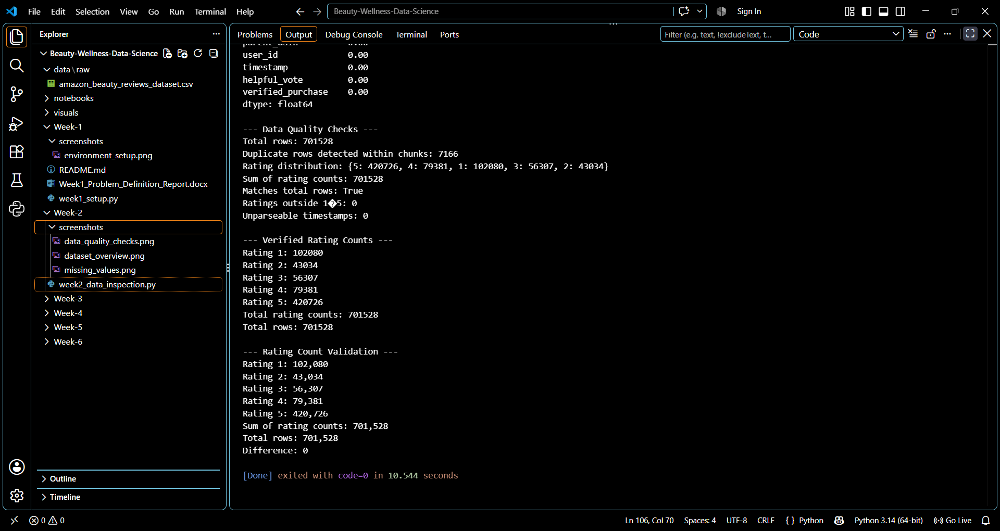 File Edit Selection View Go Run Terminal Help
Beauty-Wellness-Data-Science
Sign In
Explorer
Beauty-Wellness-Data-Science
data\raw
amazon_beauty_reviews_dataset.csv
notebooks
visuals
Week-1
screenshots
environment_setup.png
README.md
Week1_Problem_Definition_Report.docx
week1_setup.py
Week-2
screenshots
data_quality_checks.png
dataset_overview.png
missing_values.png
week2_data_inspection.py
Week-3
Week-4
Week-5
Week-6
Outline
Timeline
Problems Output Debug Console Terminal Ports
Filter (e.g. text, !excludeText, t...
Code
parent_asin 0.00
user_id 0.00
timestamp 0.00
helpful_vote 0.00
verified_purchase 0.00
dtype: float64
--- Data Quality Checks ---
Total rows: 701528
Duplicate rows detected within chunks: 7166
Rating distribution: {5: 420726, 4: 79381, 1: 102080, 3: 56307, 2: 43034}
Sum of rating counts: 701528
Matches total rows: True
Ratings outside 1�5: 0
Unparseable timestamps: 0
--- Verified Rating Counts ---
Rating 1: 102080
Rating 2: 43034
Rating 3: 56307
Rating 4: 79381
Rating 5: 420726
Total rating counts: 701528
Total rows: 701528
--- Rating Count Validation ---
Rating 1: 102,080
Rating 2: 43,034
Rating 3: 56,307
Rating 4: 79,381
Rating 5: 420,726
Sum of rating counts: 701,528
Total rows: 701,528
Difference: 0
[Done] exited with code=0 in 10.544 seconds
0 0
Ln 106, Col 70 Spaces: 4 UTF-8 CRLF {} Python Python 3.14 (64-bit) Go Live